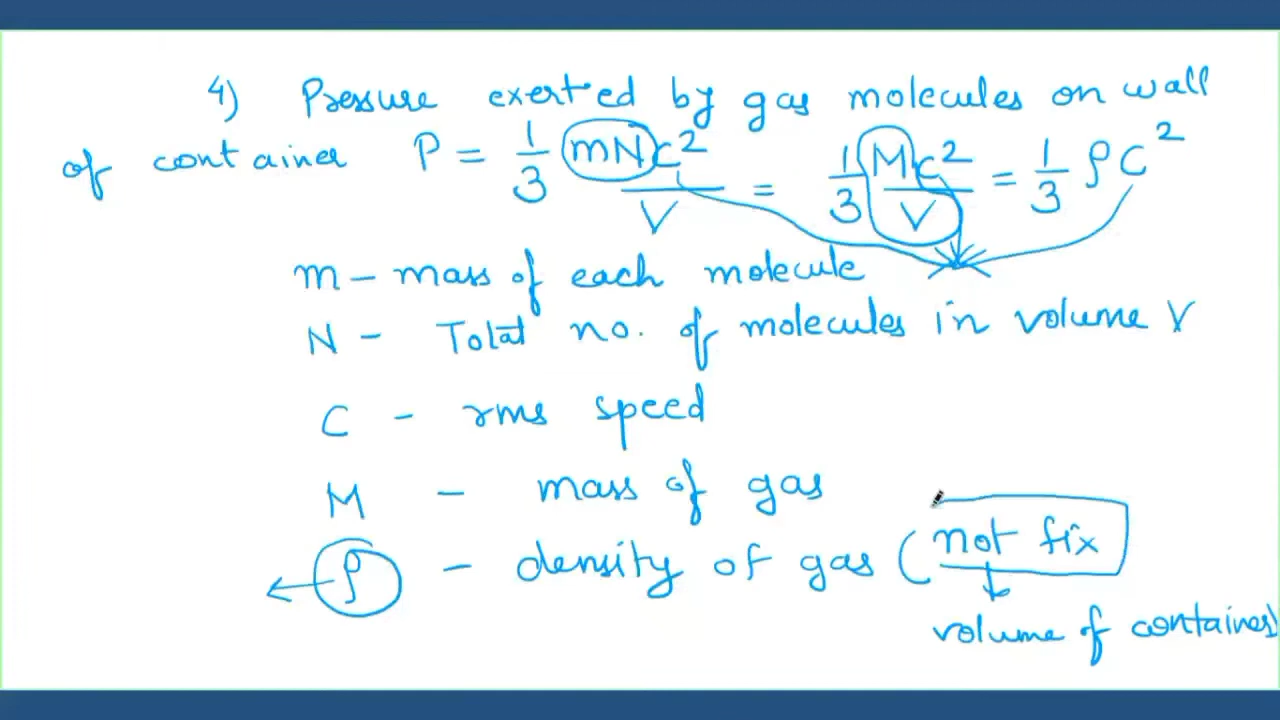 4) Pressure exerted by gas molecules on wall
of container P = 1/3 mNc²/V = 1/3 Mc²/V = 1/3 ρC²
m – mass of each molecule
N – Total no. of molecules in volume V
C – rms speed
M – mass of gas
ρ – density of gas (not fix
volume of container)